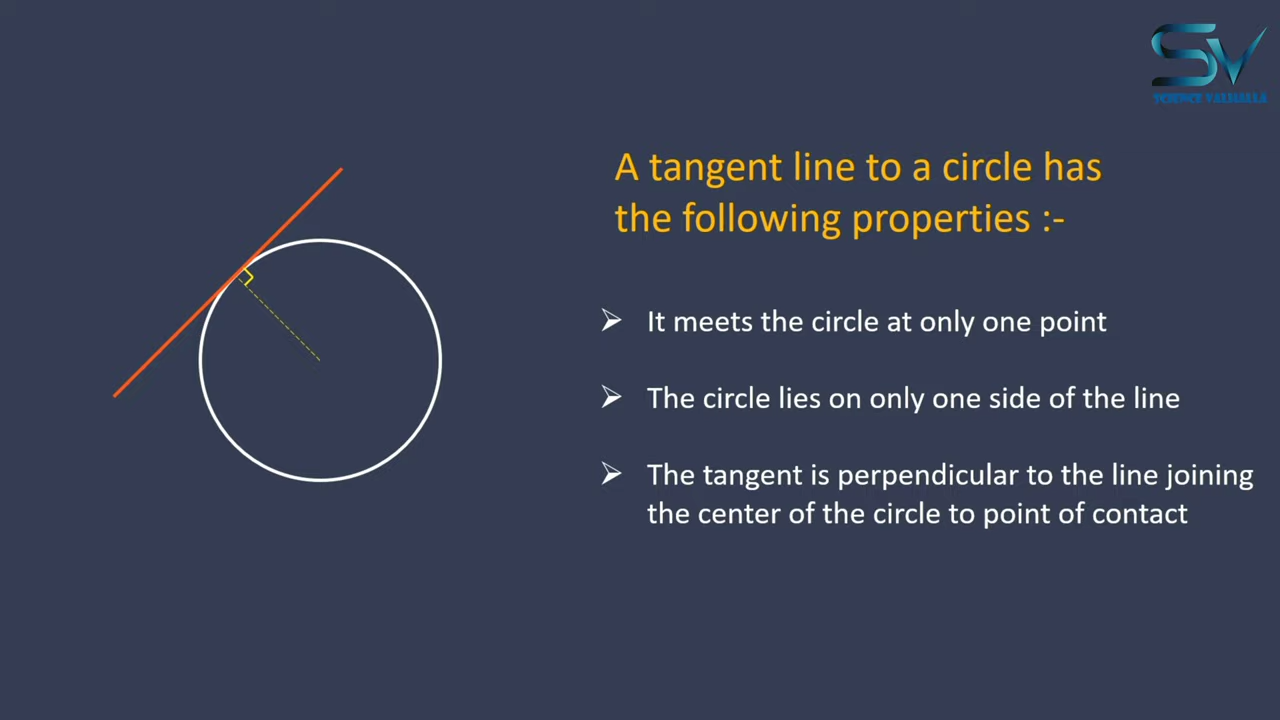 SV
SCIENCE VALHALLA
A tangent line to a circle has
the following properties :-
➢ It meets the circle at only one point
➢ The circle lies on only one side of the line
➢ The tangent is perpendicular to the line joining
the center of the circle to point of contact